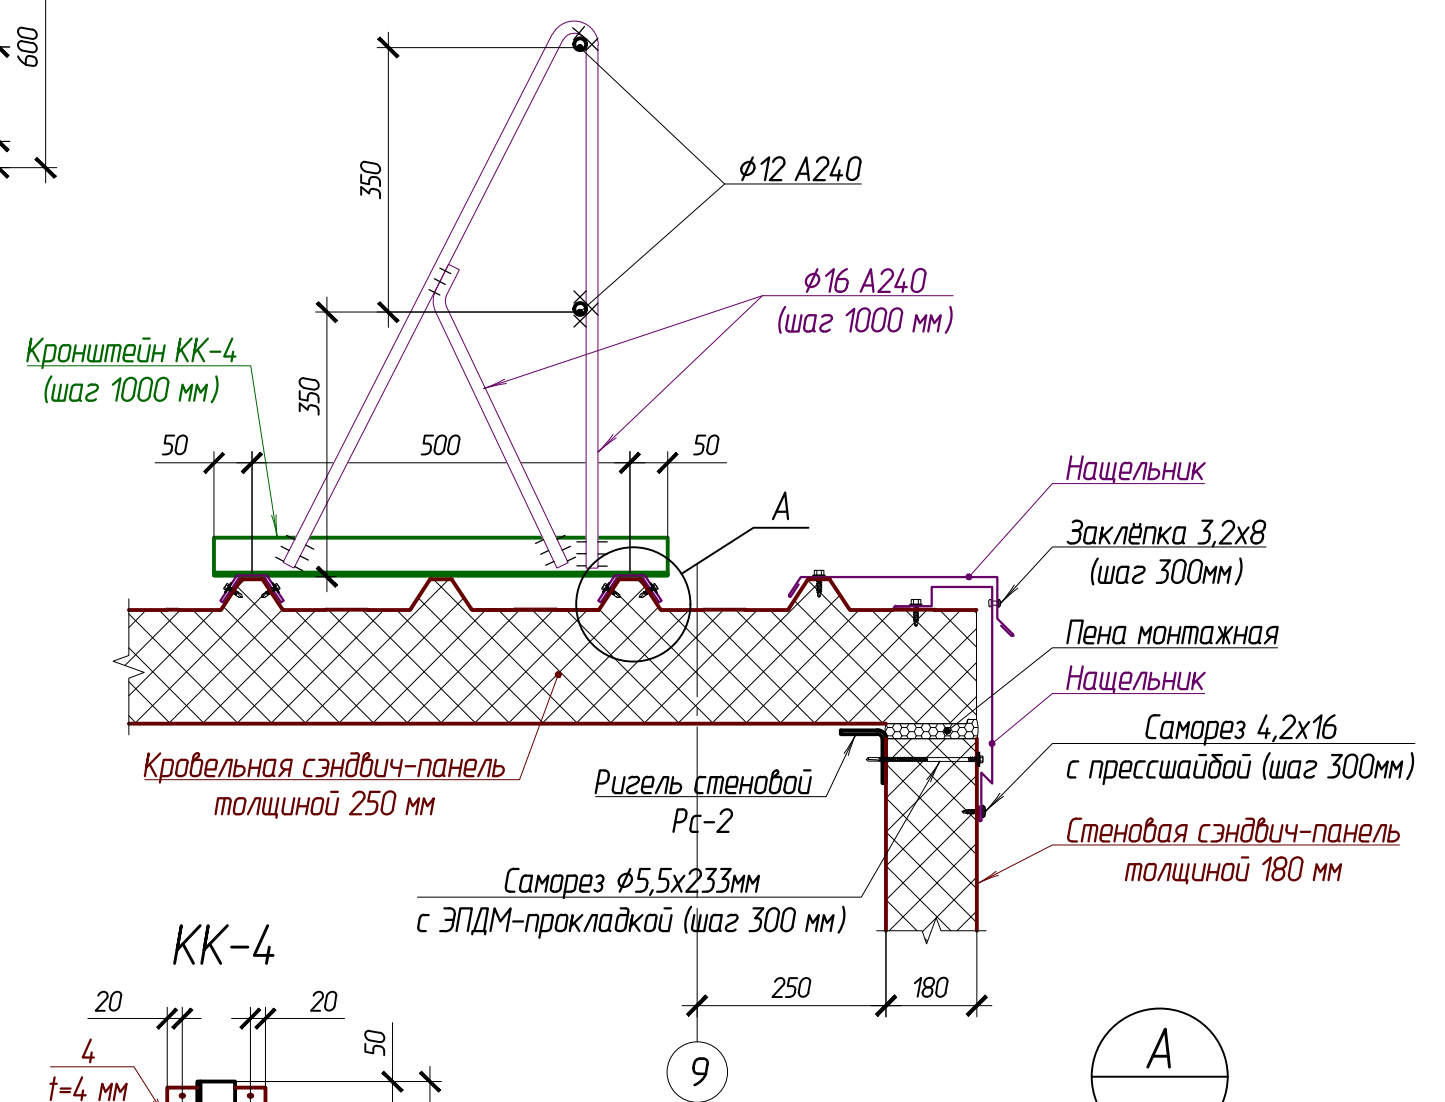 600
350
ϕ12 А240
ϕ16 А240
(шаг 1000 мм)
Кронштейн КК-4
(шаг 1000 мм)
350
50
500
50
А
Нащельник
Заклёпка 3,2х8
(шаг 300мм)
Пена монтажная
Нащельник
Саморез 4,2х16
с прессшайбой (шаг 300мм)
Кровельная сэндвич-панель
толщиной 250 мм
Ригель стеновой
Рс-2
Стеновая сэндвич-панель
толщиной 180 мм
Саморез ϕ5,5х233мм
с ЭПДМ-прокладкой (шаг 300 мм)
КК-4
250
180
20
20
50
4
t=4 мм
9
А